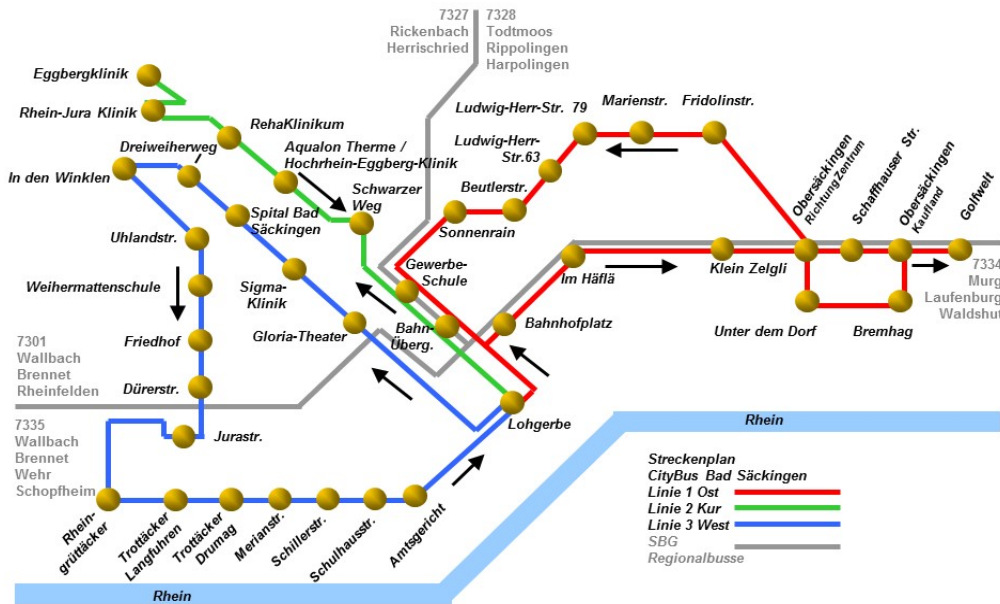 7327
Rickenbach
Herrischried
7328
Todtmoos
Rippolingen
Harpolingen
Eggbergklinik
Rhein-Jura Klinik
RehaKlinikum
Dreiweiherweg
Aqualon Therme /
Hochrhein-Eggberg-Klinik
In den Winklen
Schwarzer
Weg
Spital Bad
Säckingen
Uhlandstr.
Weihermattenschule
Sigma-
Klinik
Friedhof
Gloria-Theater
Dürerstr.
Jurastr.
Ludwig-Herr-Str. 79
Marienstr.
Fridolinstr.
Ludwig-Herr-
Str.63
Beutlerstr.
Sonnenrain
Gewerbe-
Schule
Bahn-
Überg.
Im Häflä
Bahnhofplatz
Klein Zelgli
Obersäckingen
Richtung Zentrum
Schaffhauser Str.
Obersäckingen
Kaufland
Golfwelt
Unter dem Dorf
Bremhag
7334
Murg
Laufenburg
Waldshut
7301
Wallbach
Brennet
Rheinfelden
7335
Wallbach
Brennet
Wehr
Schopfheim
Lohgerbe
Rhein-
grüttäcker
Trottäcker
Langfuhren
Trottäcker
Drumag
Merianstr.
Schillerstr.
Schulhausstr.
Amtsgericht
Rhein
Streckenplan
CityBus Bad Säckingen
Linie 1 Ost
Linie 2 Kur
Linie 3 West
SBG
Regionalbusse
Rhein